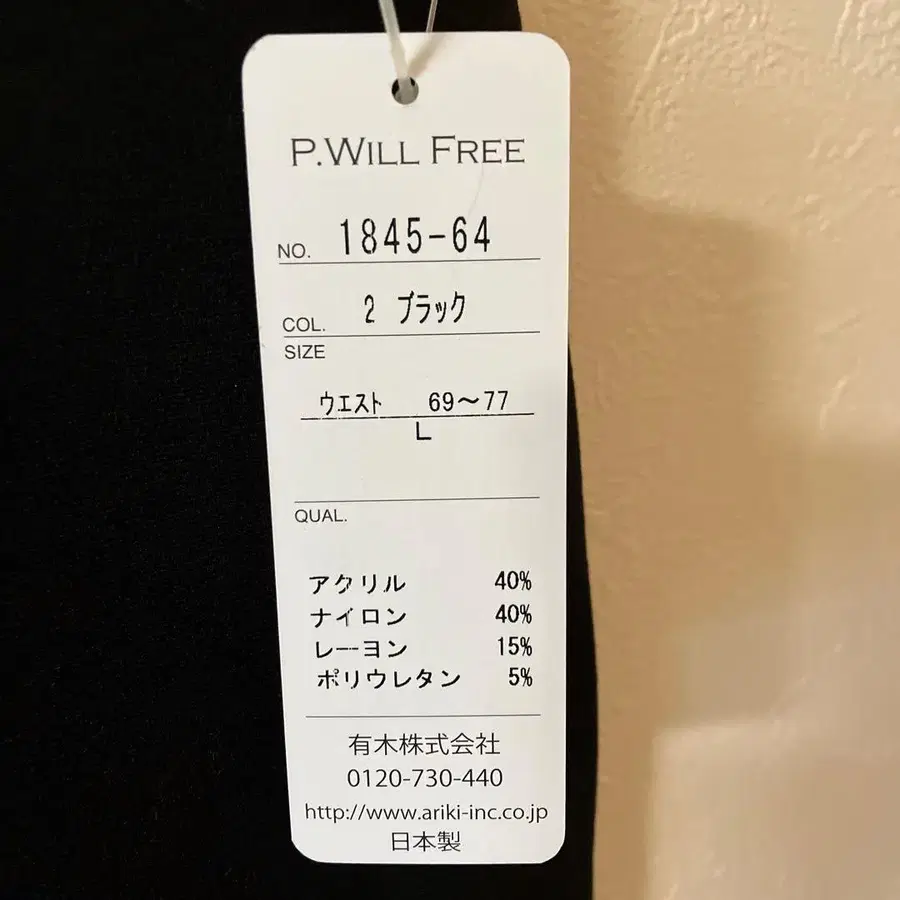 P.WILL FREE
NO. 1845-64
COL. 2 ブラック
SIZE
ウエスト 69～77
L
QUAL.
アクリル 40%
ナイロン 40%
レーヨン 15%
ポリウレタン 5%
有木株式会社
0120-730-440
http://www.ariki-inc.co.jp
日本製